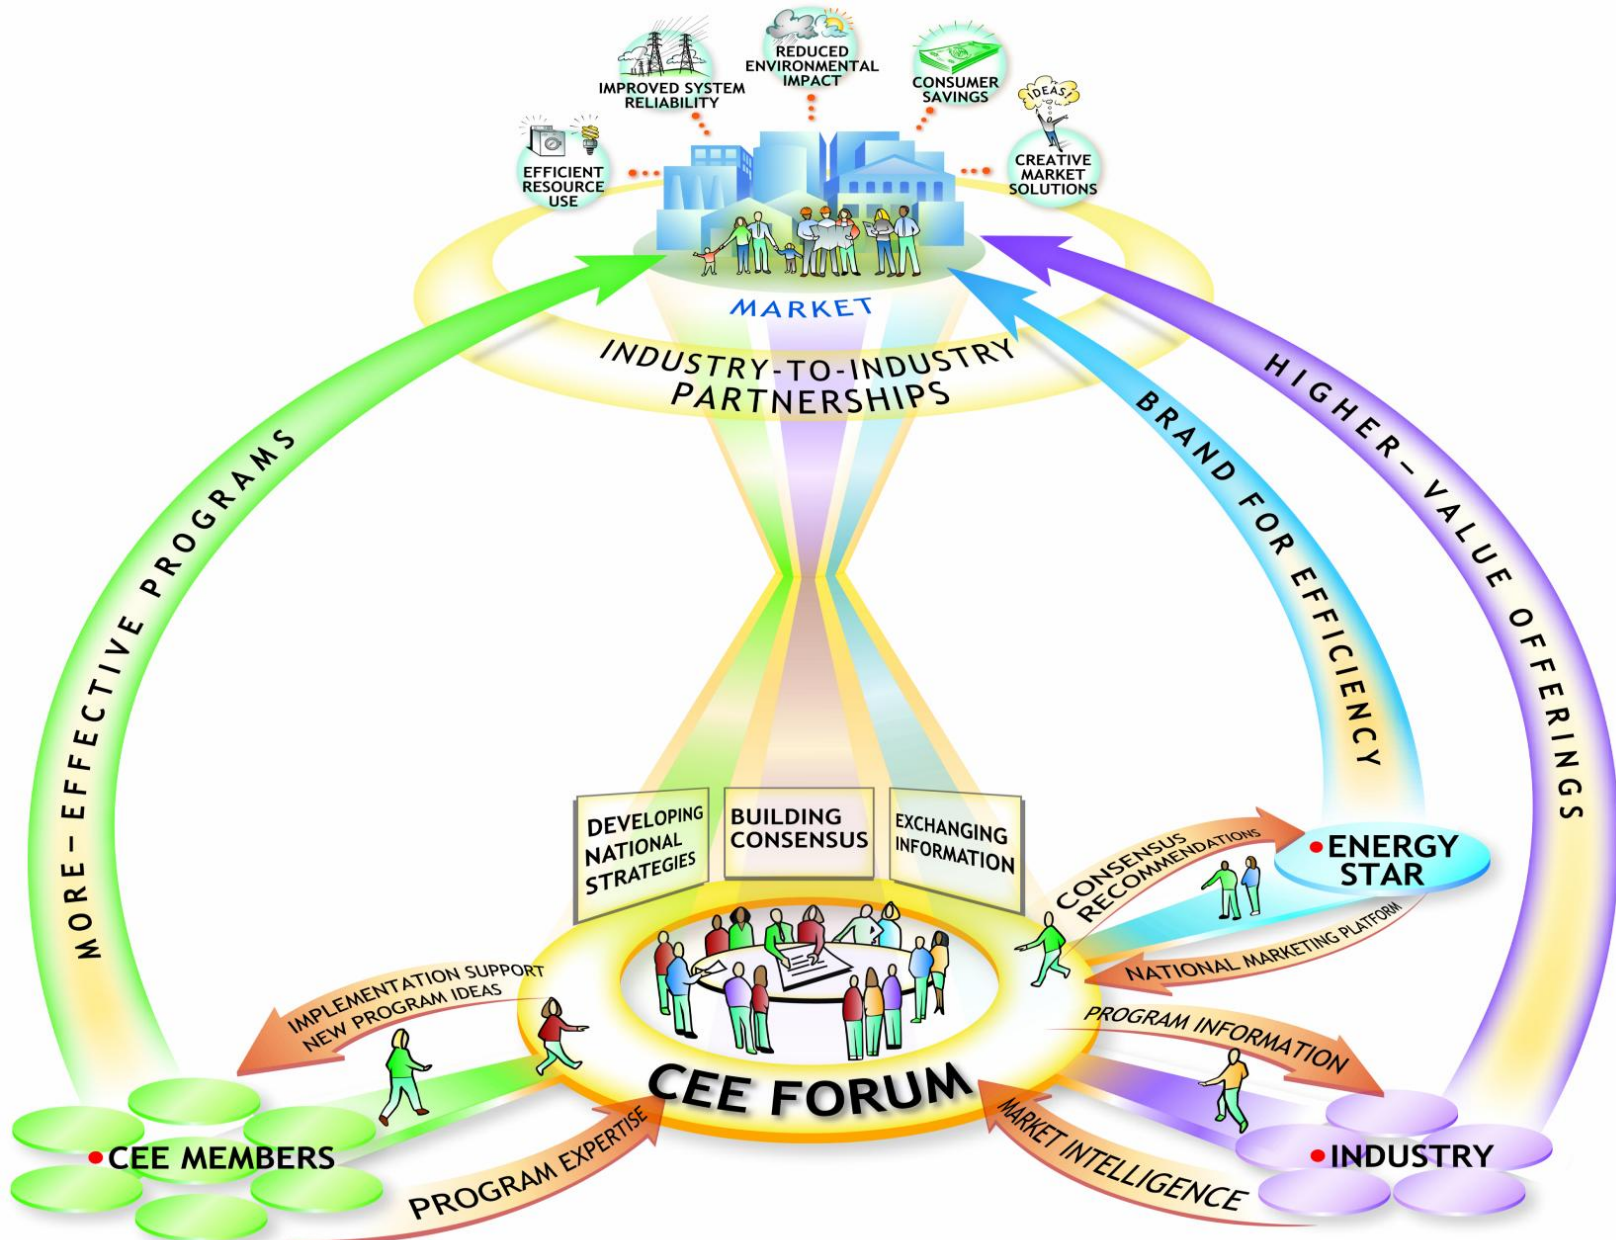 IDEAS!
IMPROVED SYSTEM
RELIABILITY
REDUCED
ENVIRONMENTAL
IMPACT
CONSUMER
SAVINGS
EFFICIENT
RESOURCE
USE
CREATIVE
MARKET
SOLUTIONS
MARKET
INDUSTRY-TO-INDUSTRY
PARTNERSHIPS
MORE-EFFECTIVE PROGRAMS
BRAND FOR EFFICIENCY
HIGHER-VALUE OFFERINGS
DEVELOPING
NATIONAL
STRATEGIES
BUILDING
CONSENSUS
EXCHANGING
INFORMATION
CONSENSUS
RECOMMENDATIONS
•ENERGY
STAR
NATIONAL MARKETING PLATFORM
IMPLEMENTATION SUPPORT
NEW PROGRAM IDEAS
PROGRAM INFORMATION
CEE FORUM
•CEE MEMBERS
PROGRAM EXPERTISE
MARKET INTELLIGENCE
•INDUSTRY